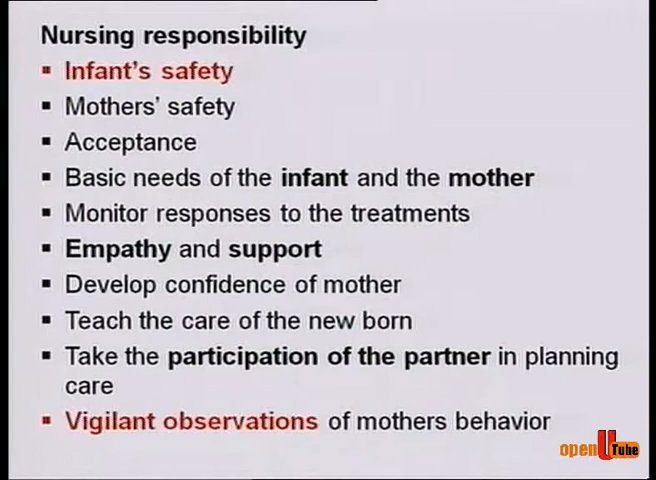 Nursing responsibility
▪ Infant's safety
▪ Mothers' safety
▪ Acceptance
▪ Basic needs of the infant and the mother
▪ Monitor responses to the treatments
▪ Empathy and support
▪ Develop confidence of mother
▪ Teach the care of the new born
▪ Take the participation of the partner in planning
care
▪ Vigilant observations of mothers behavior
openUTube